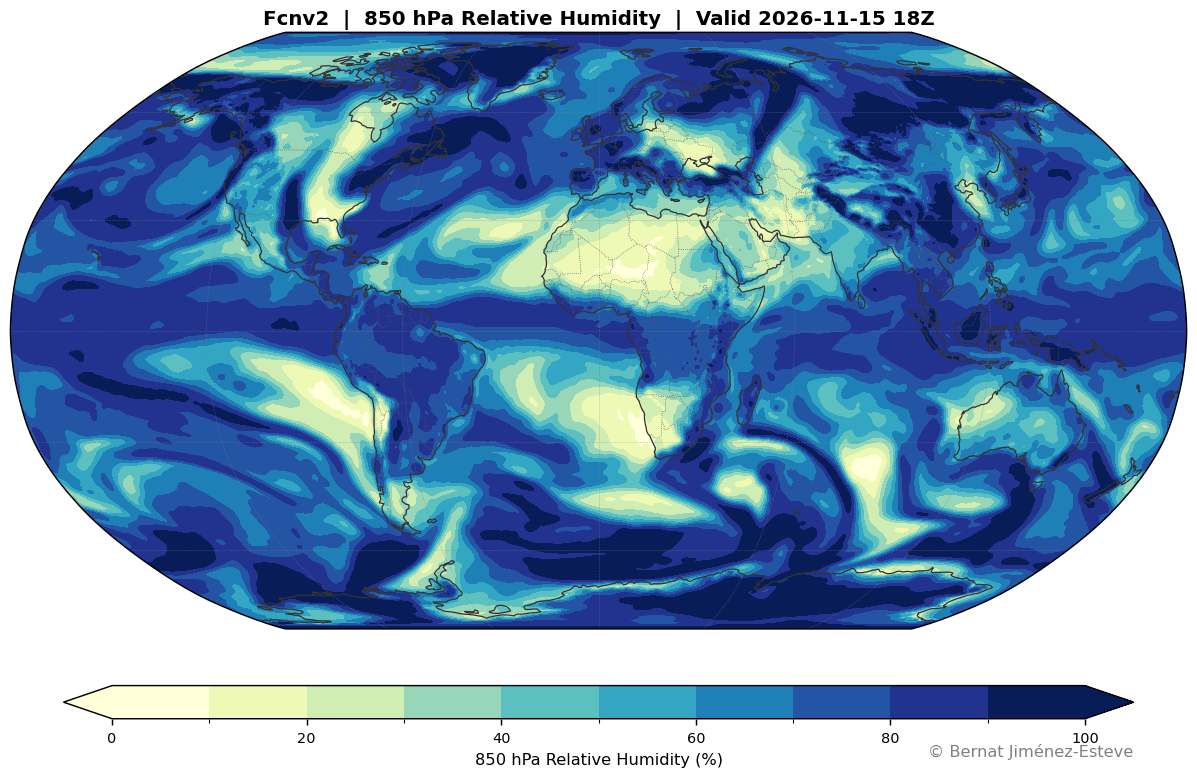 Fcnv2 | 850 hPa Relative Humidity | Valid 2026-11-15 18Z
0 20 40 60 80 100
850 hPa Relative Humidity (%)
© Bernat Jiménez-Esteve